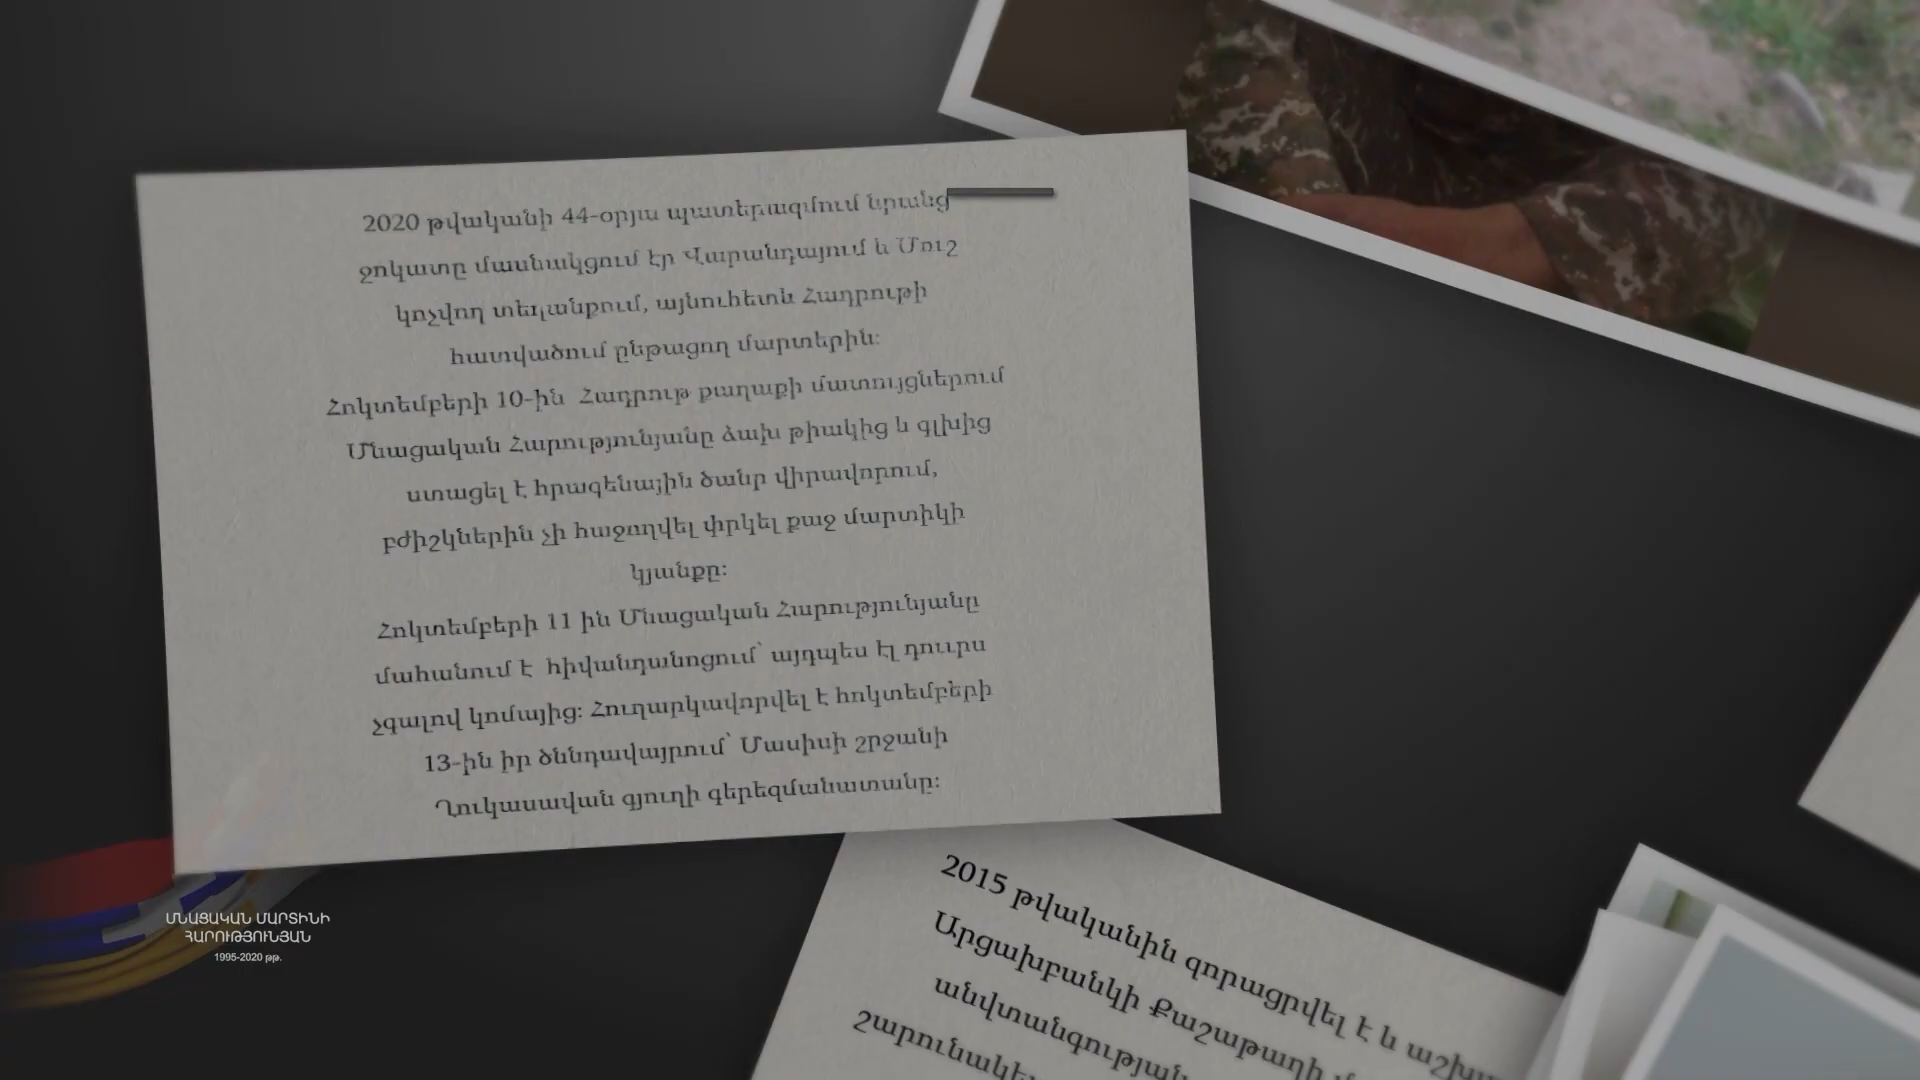 2020 թվականի 44-օրյա պատերազմում նրանց
ջոկատը մասնակցում էր Վարանդայում և Մուշ
կոչվող տեղանքում, այնուհետև Հադրութի
հատվածում ընթացող մարտերին:
Հոկտեմբերի 10-ին Հադրութ քաղաքի մատույցներում
Մնացական Հարությունյանը ձախ թիակից և գլխից
ստացել է հրազենային ծանր վիրավորում,
բժիշկներին չի հաջողվել փրկել քաջ մարտիկի
կյանքը:
Հոկտեմբերի 11 ին Մնացական Հարությունյանը
մահանում է հիվանդանոցում՝ այդպես էլ դուրս
չգալով կոմայից: Հուղարկավորվել է հոկտեմբերի
13-ին իր ծննդավայրում՝ Մասիսի շրջանի
Ղուկասավան գյուղի գերեզմանատանը:
2015 թվականին զորացրվել է և
Արցախբանկի Քաշաթաղի
ՄՆԱՑԱԿԱՆ ՄԱՐՏԻՆԻ
ՀԱՐՈՒԹՅՈՒՆՅԱՆ
1995-2020 թթ.